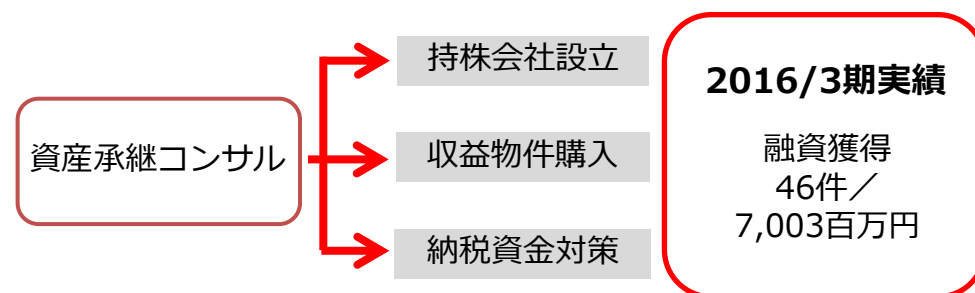 資産承継コンサル
持株会社設立
収益物件購入
納税資金対策
2016/3期実績
融資獲得
46件／
7,003百万円